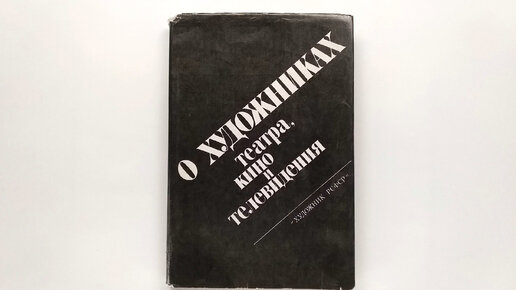 О ХУДОЖНИКАХ
театра,
кино
и
телевидения
"ХУДОЖНИК РСФСР"